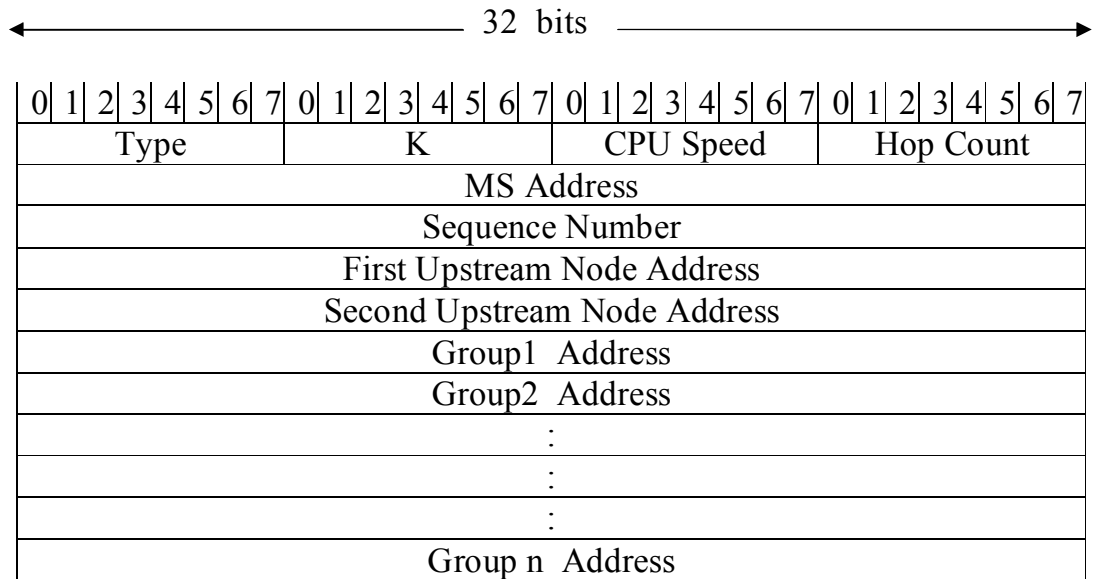 32 bits
0 1 2 3 4 5 6 7 0 1 2 3 4 5 6 7 0 1 2 3 4 5 6 7 0 1 2 3 4 5 6 7
Type K CPU Speed Hop Count
MS Address
Sequence Number
First Upstream Node Address
Second Upstream Node Address
Group1 Address
Group2 Address
:
:
:
Group n Address